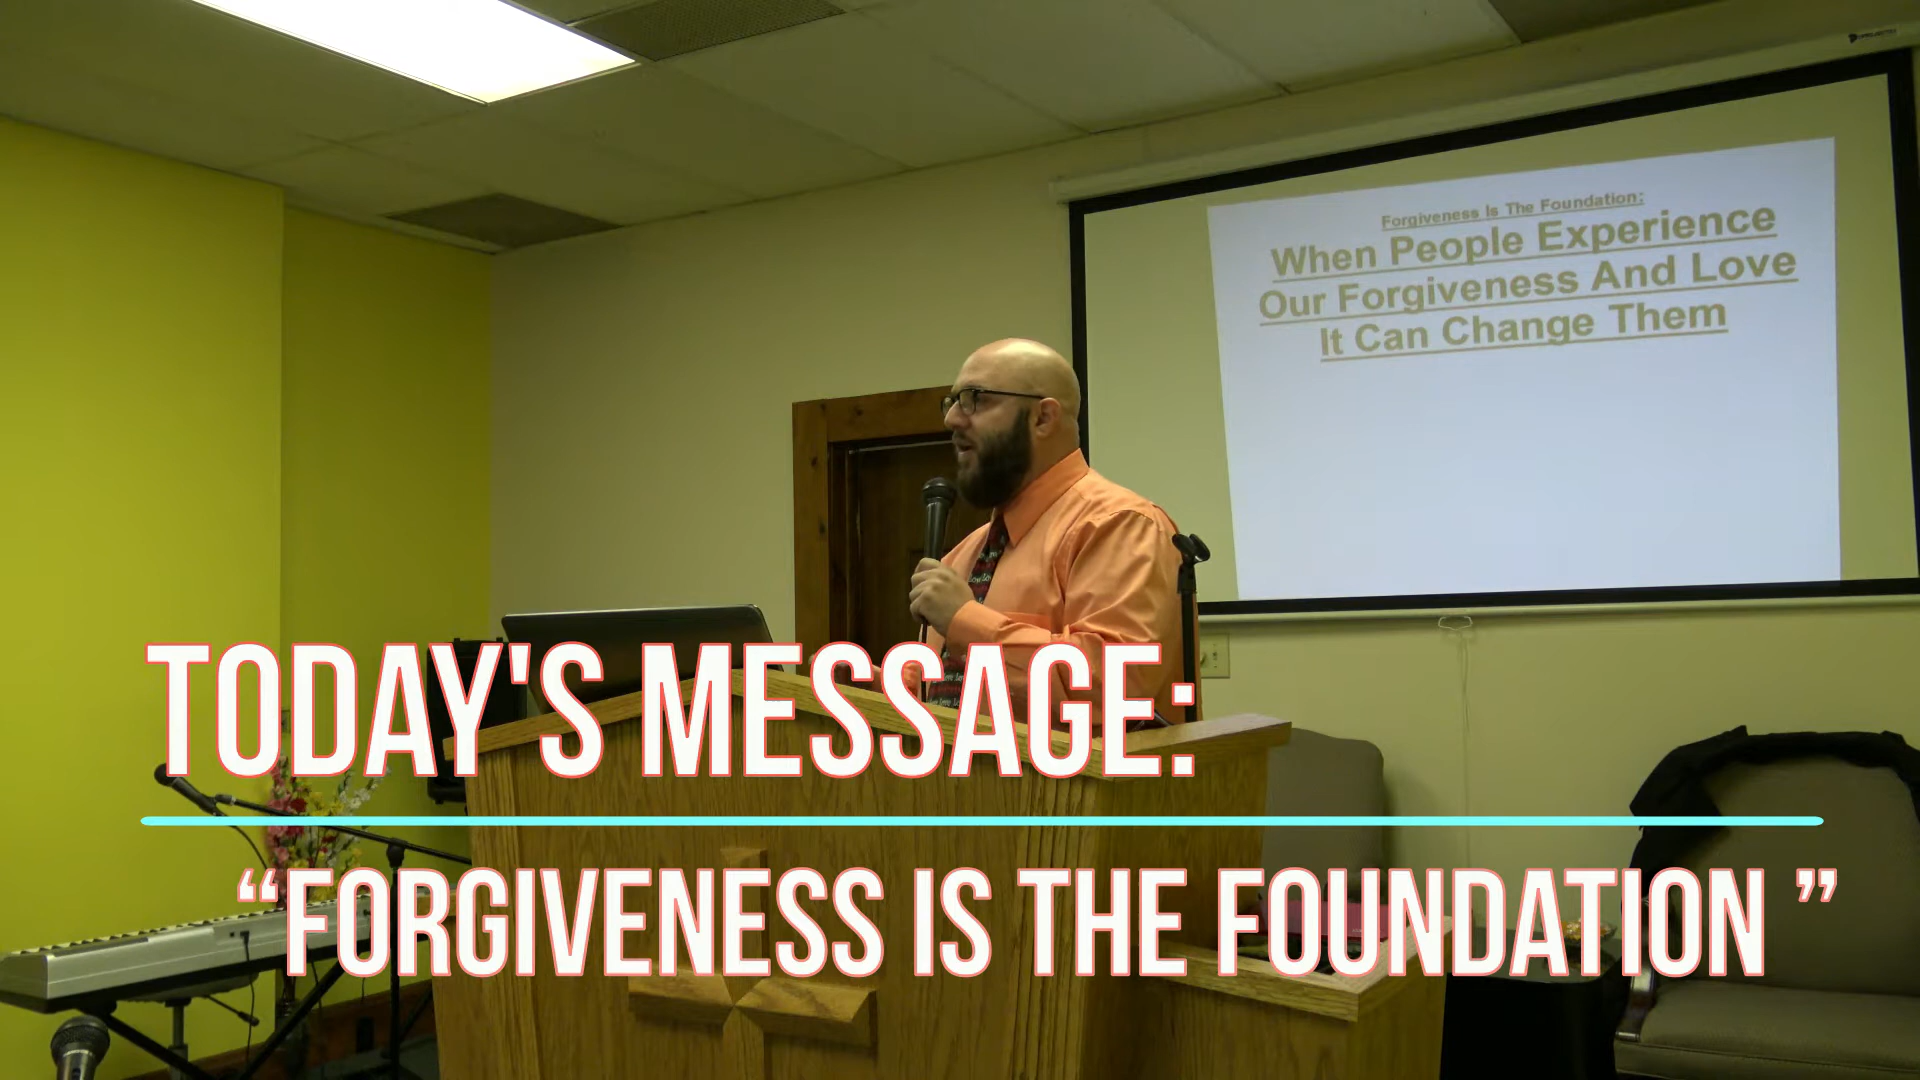 Forgiveness Is The Foundation:
When People Experience
Our Forgiveness And Love
It Can Change Them
TODAY'S MESSAGE:
“FORGIVENESS IS THE FOUNDATION ”